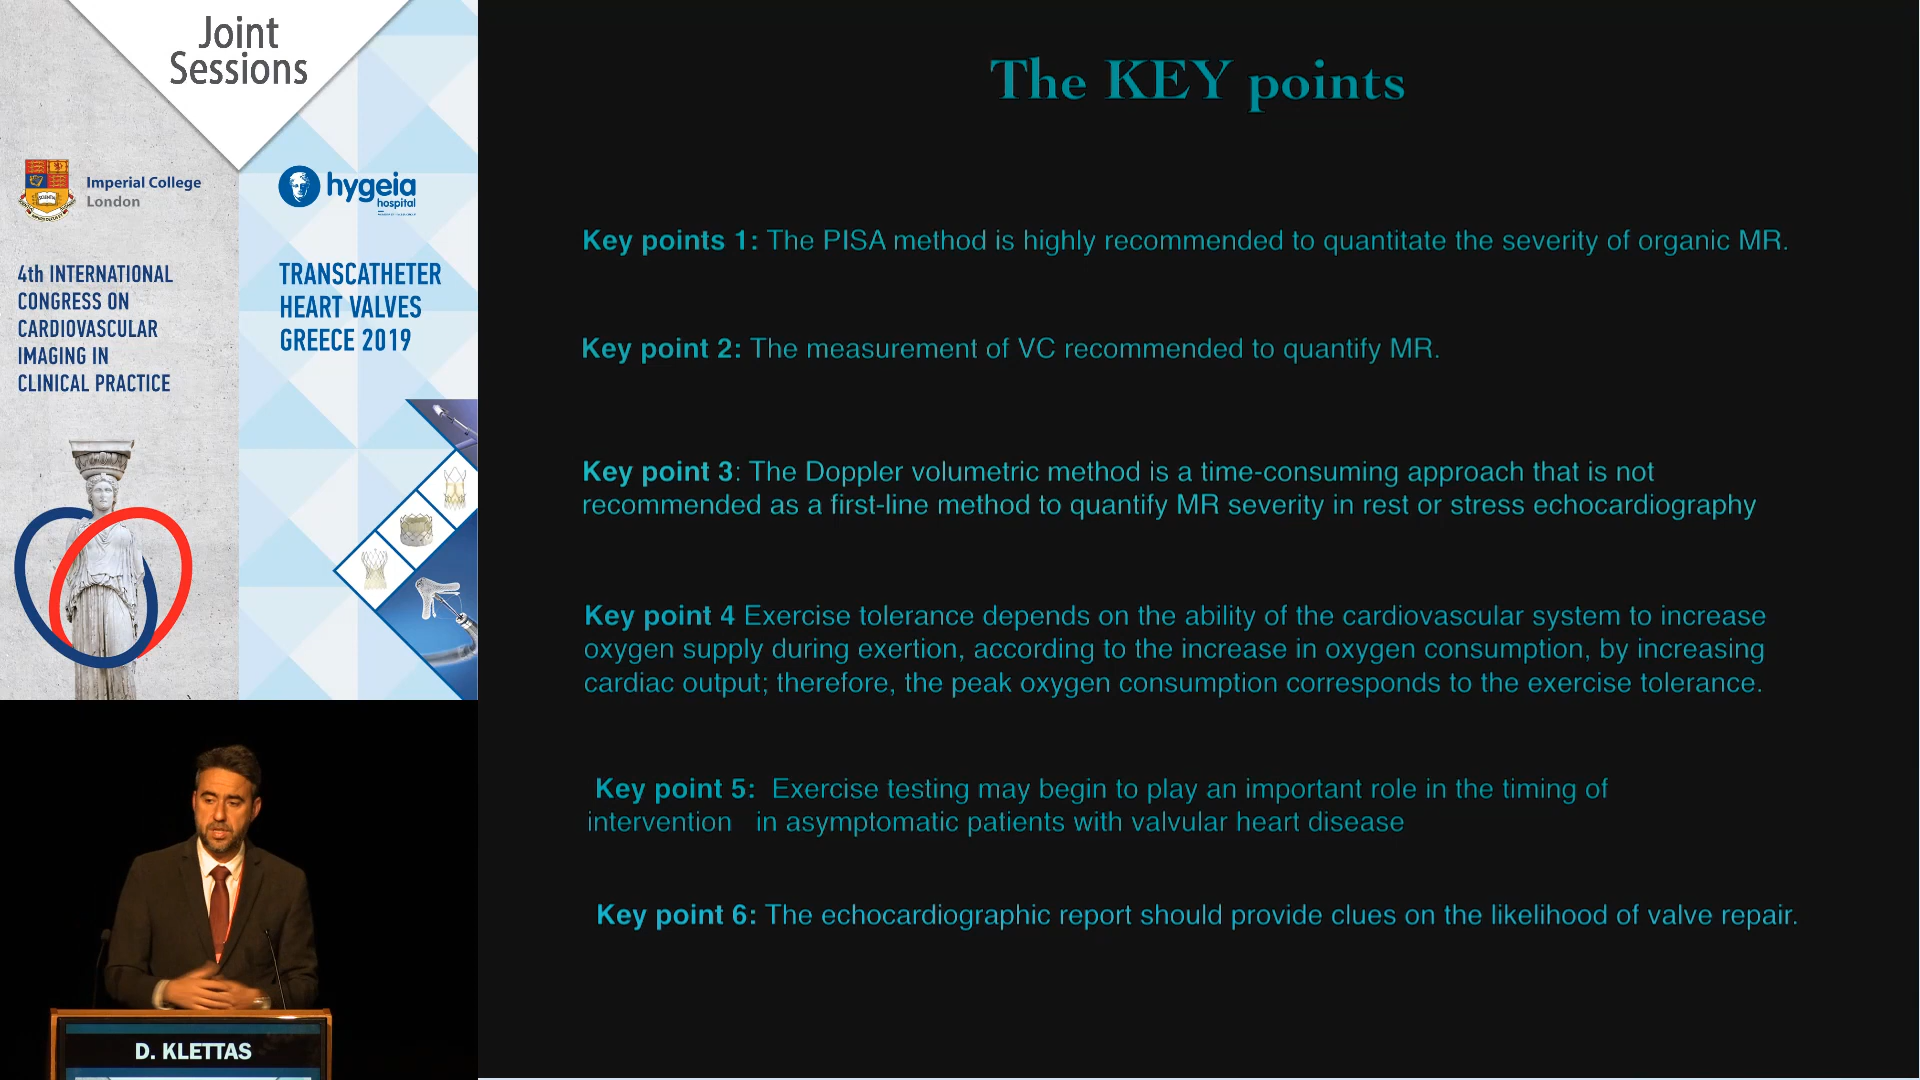 Joint
Sessions
Imperial College
London
hygeia
hospital
4th INTERNATIONAL
CONGRESS ON
CARDIOVASCULAR
IMAGING IN
CLINICAL PRACTICE
TRANSCATHETER
HEART VALVES
GREECE 2019
The KEY points
Key points 1: The PISA method is highly recommended to quantitate the severity of organic MR.
Key point 2: The measurement of VC recommended to quantify MR.
Key point 3: The Doppler volumetric method is a time-consuming approach that is not
recommended as a first-line method to quantify MR severity in rest or stress echocardiography
Key point 4 Exercise tolerance depends on the ability of the cardiovascular system to increase
oxygen supply during exertion, according to the increase in oxygen consumption, by increasing
cardiac output; therefore, the peak oxygen consumption corresponds to the exercise tolerance.
Key point 5: Exercise testing may begin to play an important role in the timing of
intervention in asymptomatic patients with valvular heart disease
Key point 6: The echocardiographic report should provide clues on the likelihood of valve repair.
D. KLETTAS